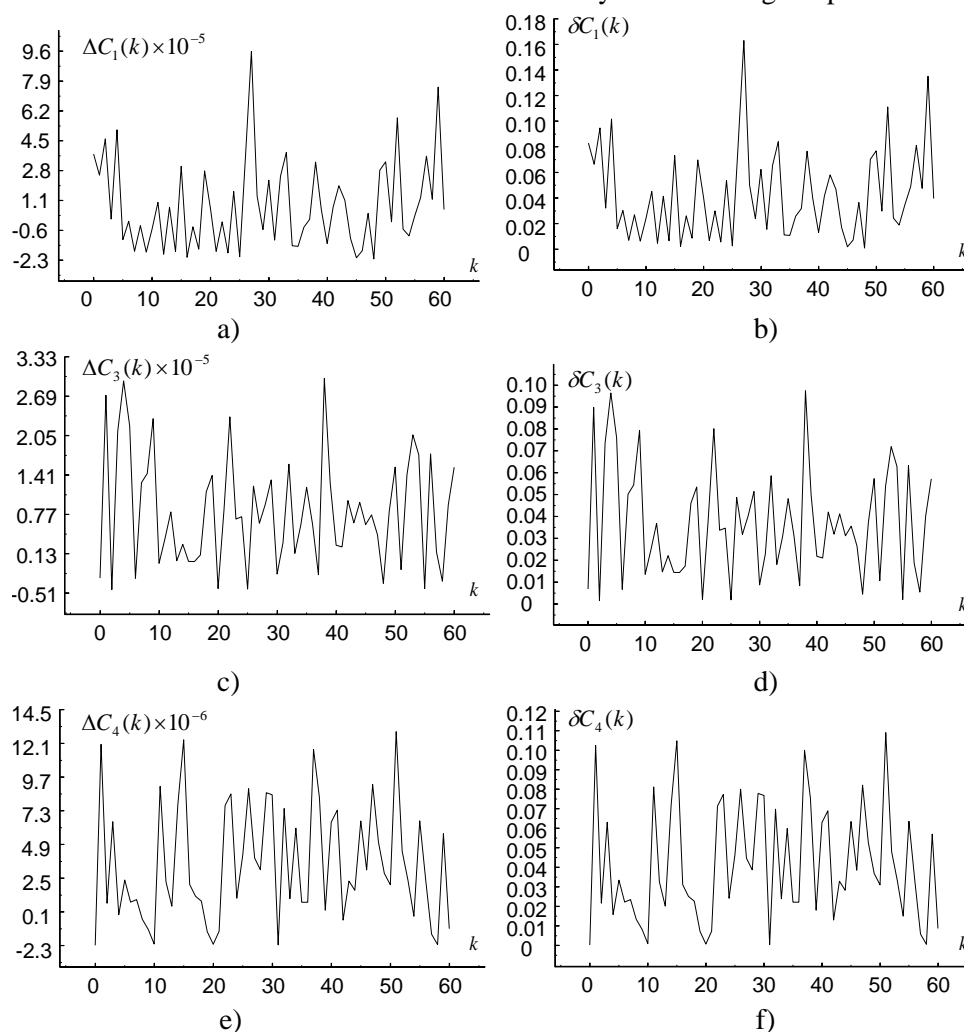 ΔC₁(k)×10⁻⁵
9.6
7.9
6.2
4.5
2.8
1.1
-0.6
-2.3
k
0 10 20 30 40 50 60
a)
δC₁(k)
0.18
0.16
0.14
0.12
0.10
0.08
0.06
0.04
0.02
0
k
0 10 20 30 40 50 60
b)
ΔC₃(k)×10⁻⁵
3.33
2.69
2.05
1.41
0.77
0.13
-0.51
k
0 10 20 30 40 50 60
c)
δC₃(k)
0.10
0.09
0.08
0.07
0.06
0.05
0.04
0.03
0.02
0.01
0
k
0 10 20 30 40 50 60
d)
ΔC₄(k)×10⁻⁶
14.5
12.1
9.7
7.3
4.9
2.5
0.1
-2.3
k
0 10 20 30 40 50 60
e)
δC₄(k)
0.12
0.11
0.10
0.09
0.08
0.07
0.06
0.05
0.04
0.03
0.02
0.01
0
k
0 10 20 30 40 50 60
f)